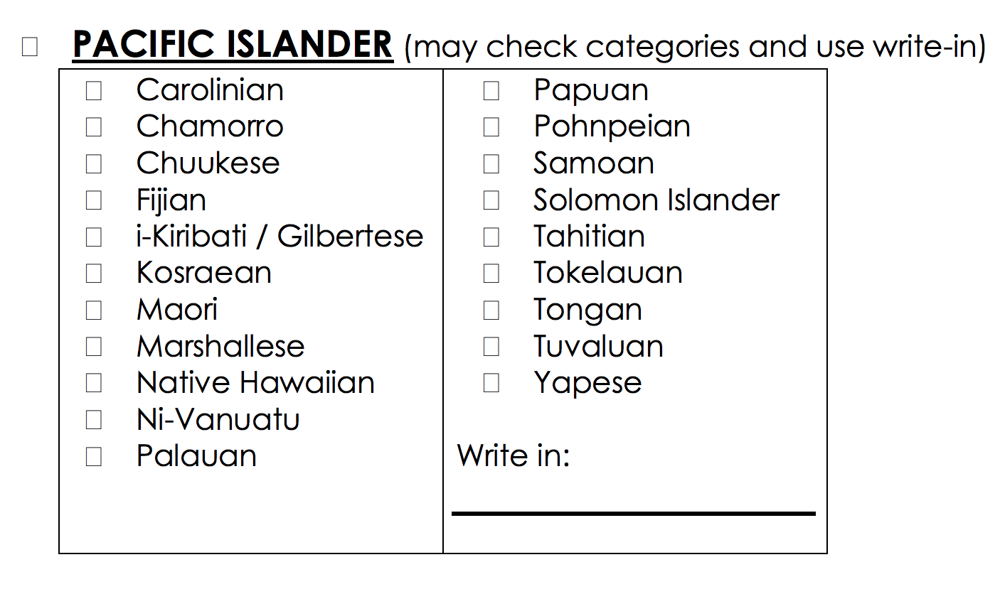 PACIFIC ISLANDER (may check categories and use write-in)
Carolinian
Chamorro
Chuukese
Fijian
i-Kiribati / Gilbertese
Kosraean
Maori
Marshallese
Native Hawaiian
Ni-Vanuatu
Palauan
Papuan
Pohnpeian
Samoan
Solomon Islander
Tahitian
Tokelauan
Tongan
Tuvaluan
Yapese
Write in: